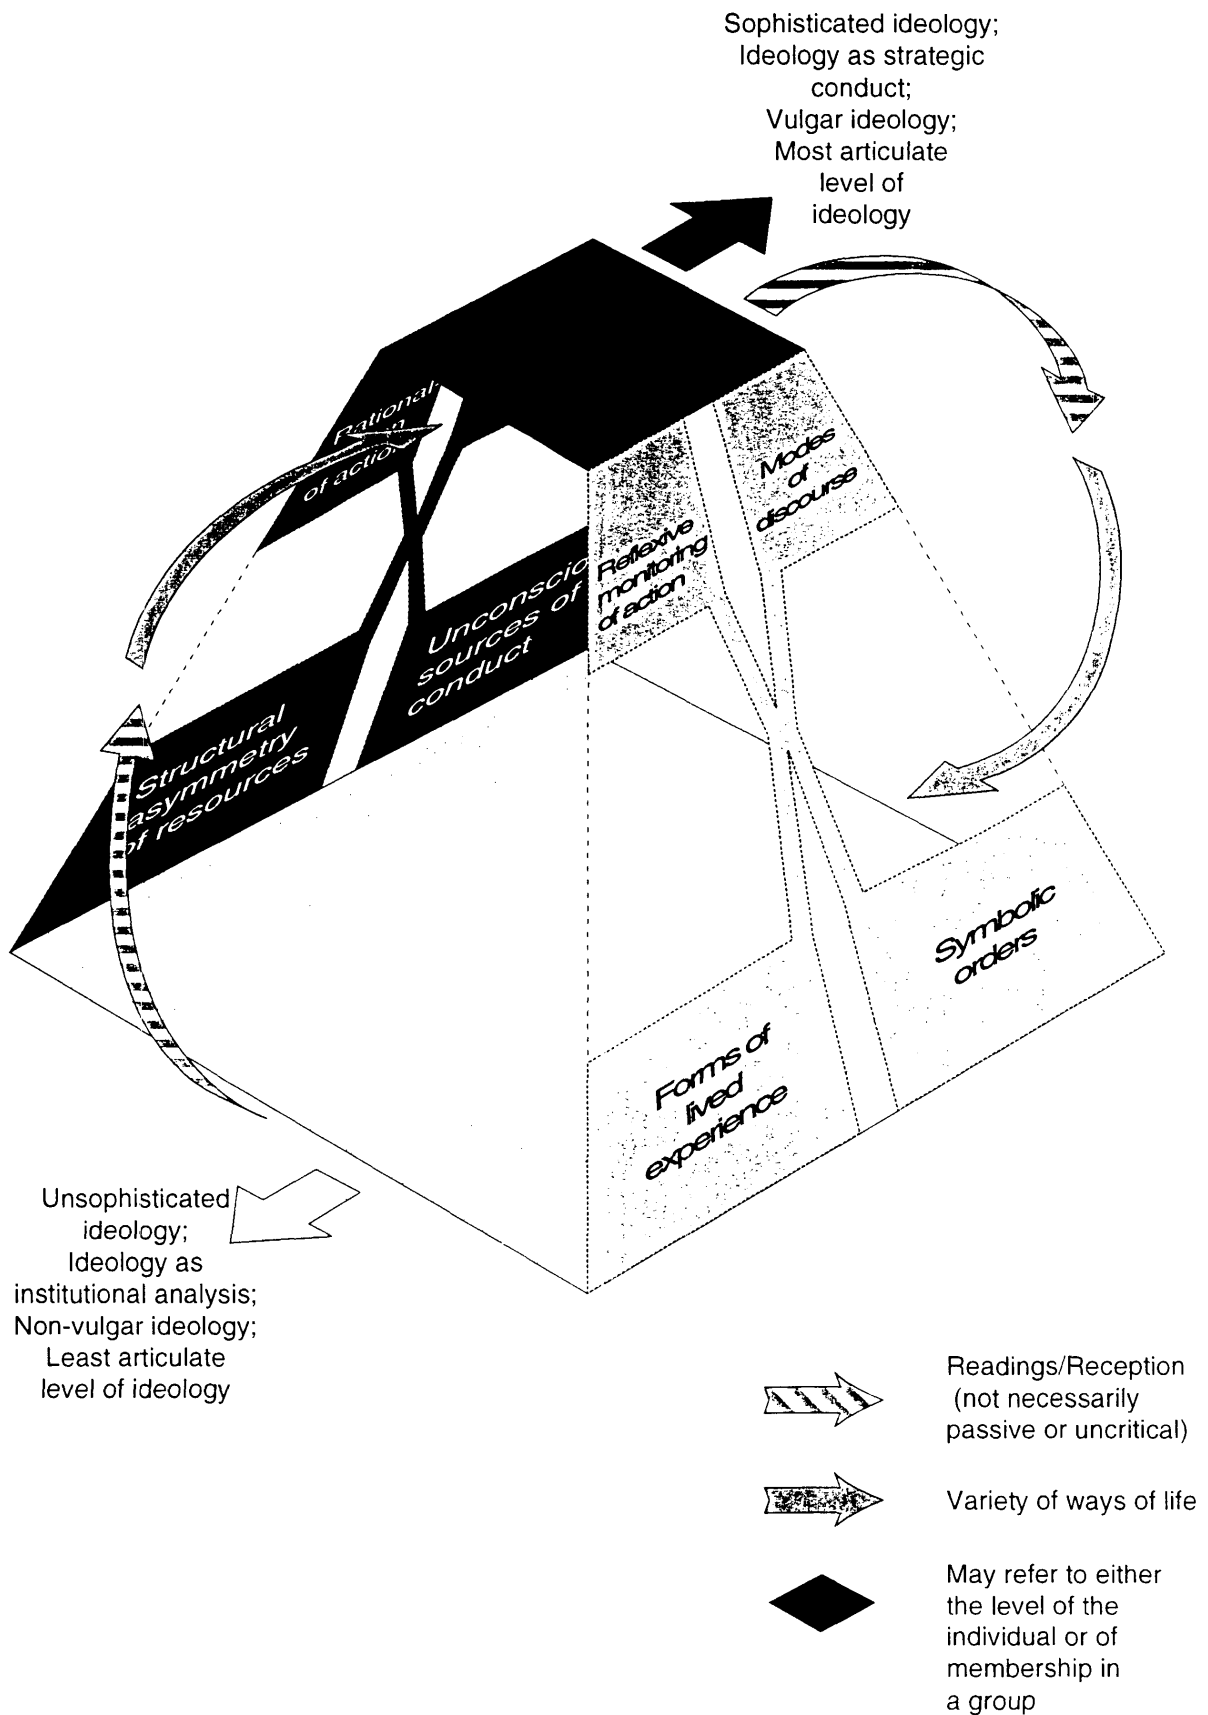 Sophisticated ideology;
Ideology as strategic
conduct;
Vulgar ideology;
Most articulate
level of
ideology
Rational-
of action
Modes
of
discourse
Reflexive
monitoring
of action
Unconscio
sources of
conduct
Structural
asymmetry
of resources
Symbolic
orders
Forms of
lived
experience
Unsophisticated
ideology;
Ideology as
institutional analysis;
Non-vulgar ideology;
Least articulate
level of ideology
Readings/Reception
(not necessarily
passive or uncritical)
Variety of ways of life
May refer to either
the level of the
individual or of
membership in
a group